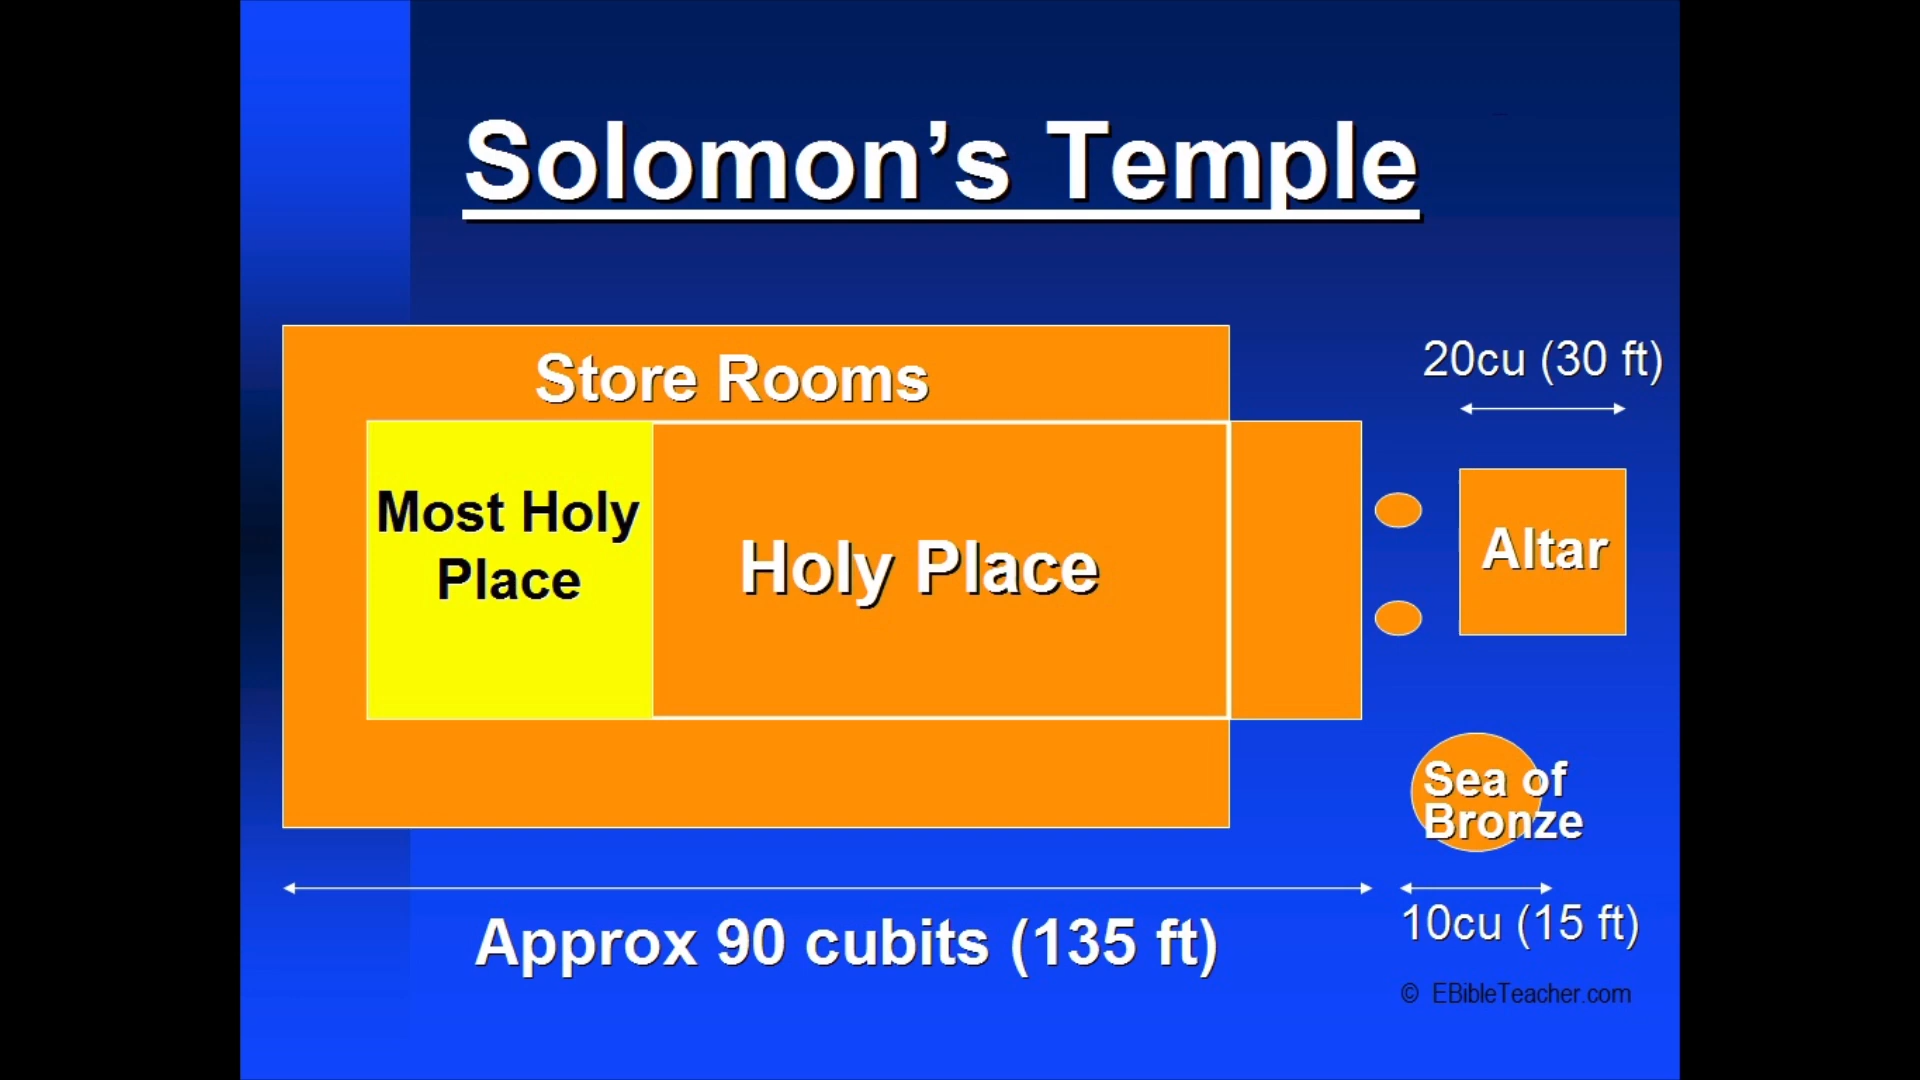 Solomon’s Temple
Store Rooms
20cu (30 ft)
Most Holy
Place
Holy Place
Altar
Sea of
Bronze
Approx 90 cubits (135 ft)
10cu (15 ft)
© EBibleTeacher.com